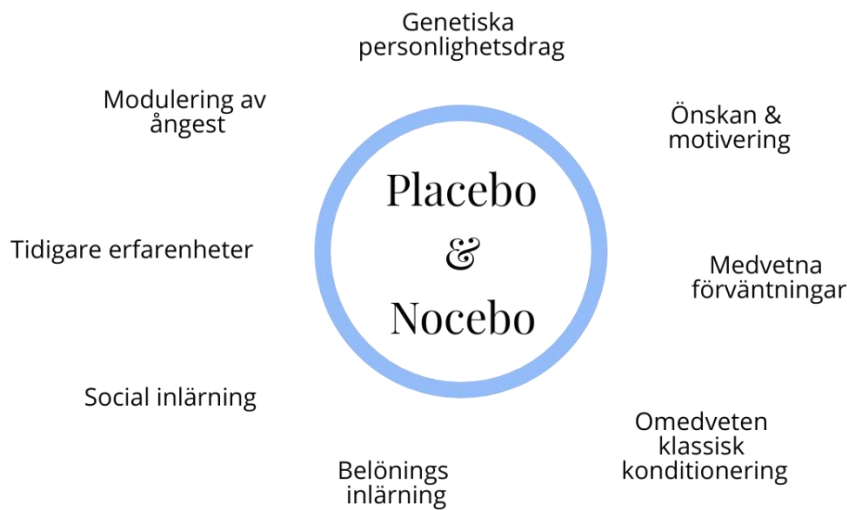 Genetiska
personlighetsdrag
Modulering av
ångest
Önskan &
motivering
Placebo
&
Nocebo
Tidigare erfarenheter
Medvetna
förväntningar
Social inlärning
Omedveten
klassisk
konditionering
Belönings
inlärning